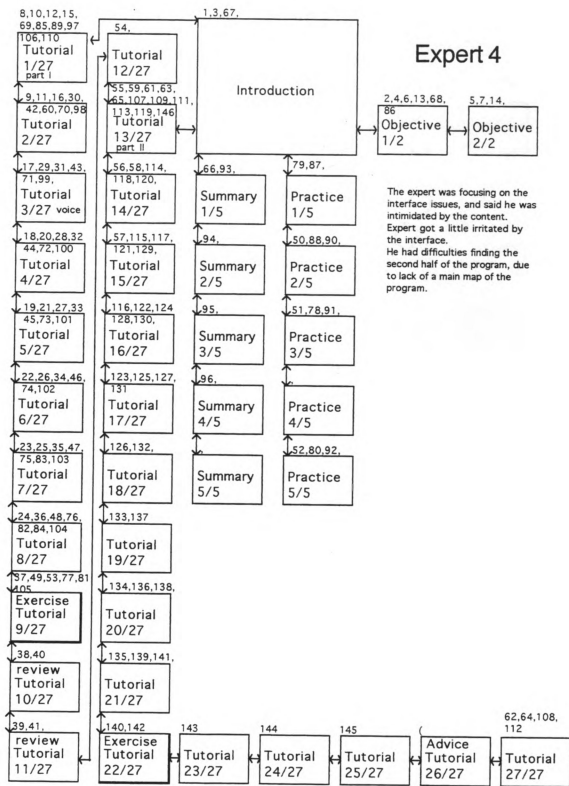 8,10,12,15,
69,85,89,97
106,110
Tutorial
1/27
part I
9,11,16,30,
42,60,70,98
Tutorial
2/27
17,29,31,43,
71,99,
Tutorial
3/27 voice
18,20,28,32
44,72,100
Tutorial
4/27
19,21,27,33
45,73,101
Tutorial
5/27
22,26,34,46,
74,102
Tutorial
6/27
23,25,35,47,
75,83,103
Tutorial
7/27
24,36,48,76,
82,84,104
Tutorial
8/27
37,49,53,77,81
105
Exercise
Tutorial
9/27
38,40
review
Tutorial
10/27
39,41,
review
Tutorial
11/27
54,
Tutorial
12/27
55,59,61,63,
65,107,109,111,
113,119,146
Tutorial
13/27
part II
56,58,114,
118,120,
Tutorial
14/27
57,115,117,
121,129,
Tutorial
15/27
116,122,124
128,130,
Tutorial
16/27
123,125,127,
131
Tutorial
17/27
126,132,
Tutorial
18/27
133,137
Tutorial
19/27
134,136,138,
Tutorial
20/27
135,139,141,
Tutorial
21/27
140,142
Exercise
Tutorial
22/27
143
Tutorial
23/27
144
Tutorial
24/27
145
Tutorial
25/27
Advice
Tutorial
26/27
62,64,108,
112
Tutorial
27/27
1,3,67,
Introduction
66,93,
Summary
1/5
94,
Summary
2/5
95,
Summary
3/5
96,
Summary
4/5
Summary
5/5
79,87,
Practice
1/5
50,88,90,
Practice
2/5
51,78,91,
Practice
3/5
Practice
4/5
52,80,92,
Practice
5/5
Expert 4
2,4,6,13,68,
86
Objective
1/2
5,7,14,
Objective
2/2
The expert was focusing on the
interface issues, and said he was
intimidated by the content.
Expert got a little irritated by
the interface.
He had difficulties finding the
second half of the program, due
to lack of a main map of the
program.